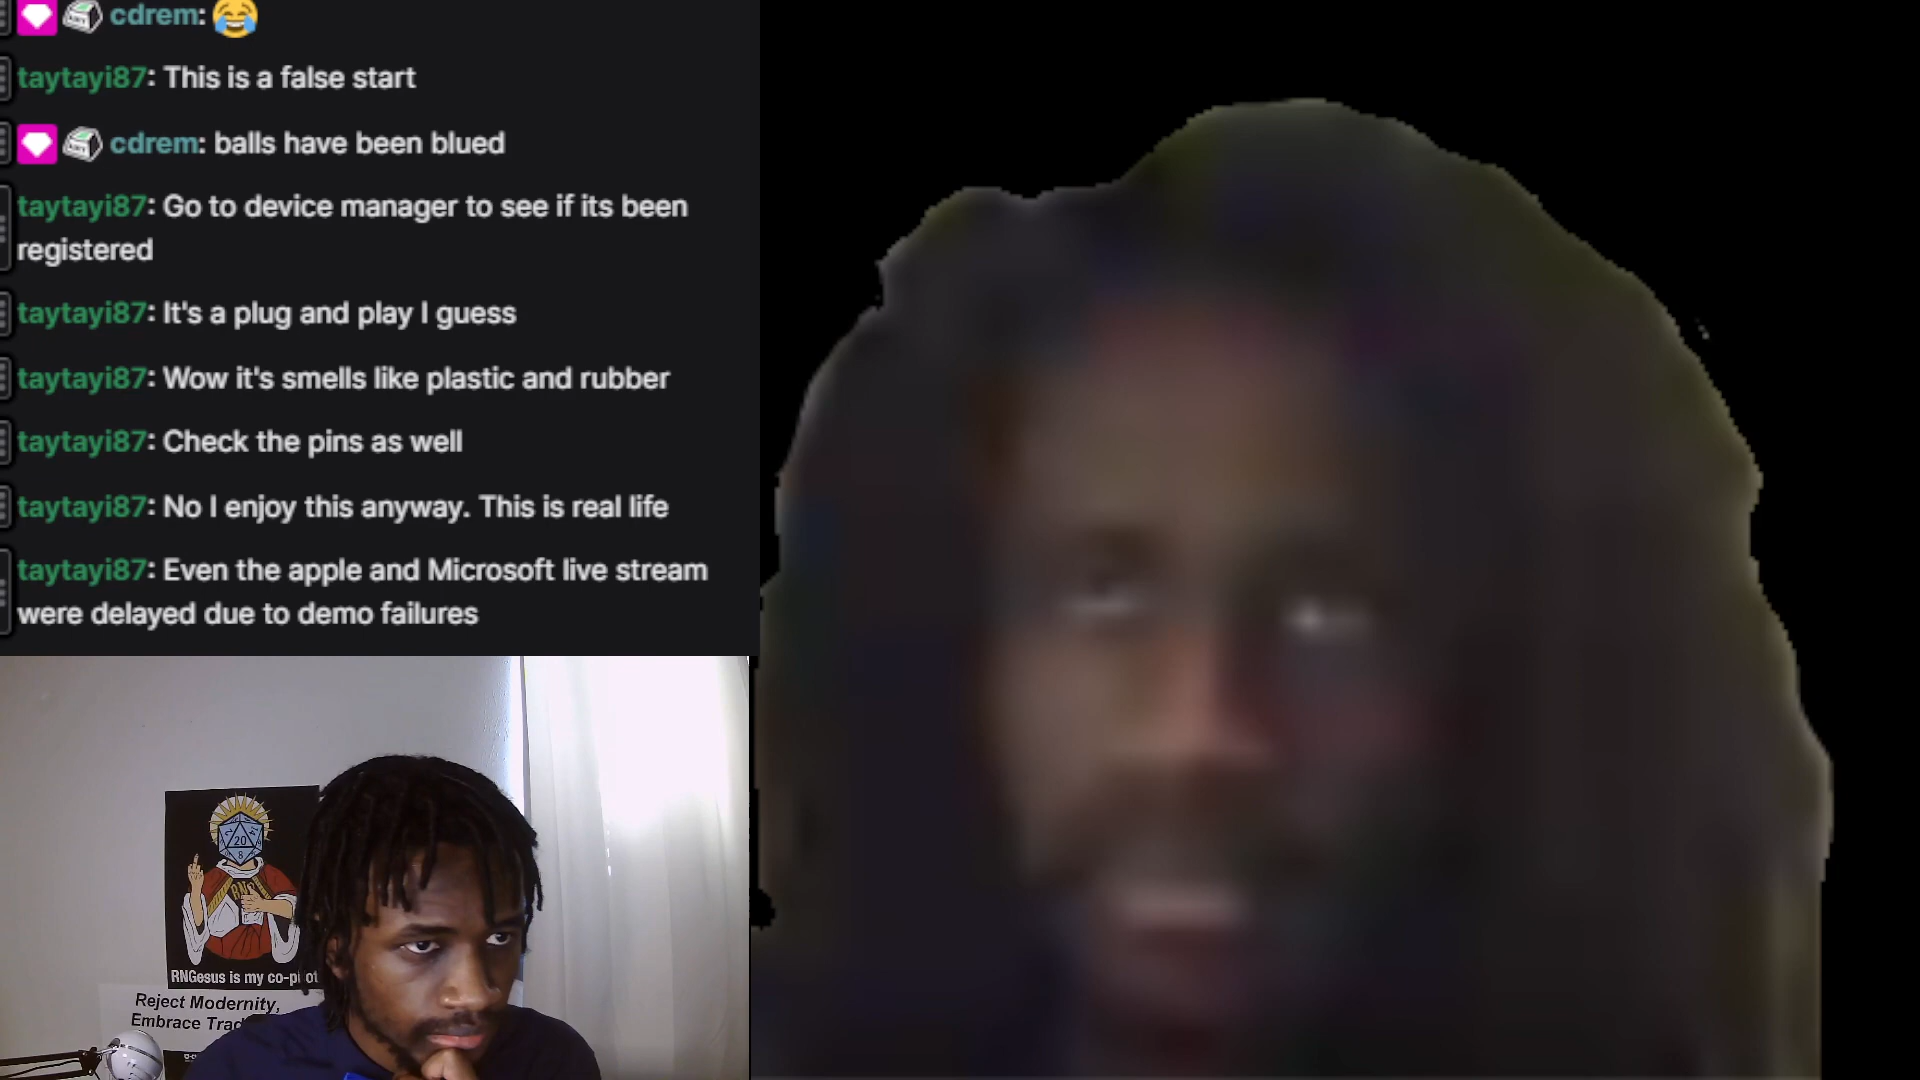 cdrem: 😂
taytayi87: This is a false start
cdrem: balls have been blued
taytayi87: Go to device manager to see if its been
registered
taytayi87: It's a plug and play I guess
taytayi87: Wow it's smells like plastic and rubber
taytayi87: Check the pins as well
taytayi87: No I enjoy this anyway. This is real life
taytayi87: Even the apple and Microsoft live stream
were delayed due to demo failures
20
8
RNGesus is my co-pilot
Reject Modernity,
Embrace